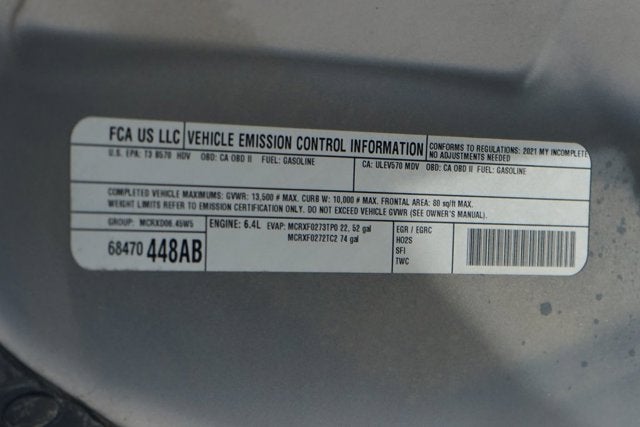 FCA US LLC VEHICLE EMISSION CONTROL INFORMATION CONFORMS TO REGULATIONS: 2021 MY INCOMPLETE
NO ADJUSTMENTS NEEDED
U.S. EPA: T3 B570 HDV OBD: CA OBD II FUEL: GASOLINE CA: ULEV570 MDV OBD: CA OBD II FUEL: GASOLINE
COMPLETED VEHICLE MAXIMUMS: GVWR: 13,500 # MAX. CURB W: 10,000 # MAX. FRONTAL AREA: 80 sq/ft MAX.
WEIGHT LIMITS REFER TO EMISSION CERTIFICATION ONLY. DO NOT EXCEED GVWR (SEE OWNER'S MANUAL).
GROUP: MCRXD06.45W5
68470 448AB
ENGINE: 6.4L EVAP: MCRXF0273TP0 22, 52 gal
MCRXF0272TC2 74 gal
EGR / EGRC
HO2S
SFI
TWC